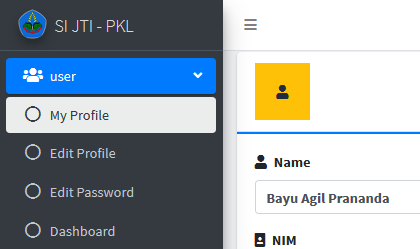 SI JTI - PKL
user
My Profile
Edit Profile
Edit Password
Dashboard
Name
Bayu Agil Prananda
NIM